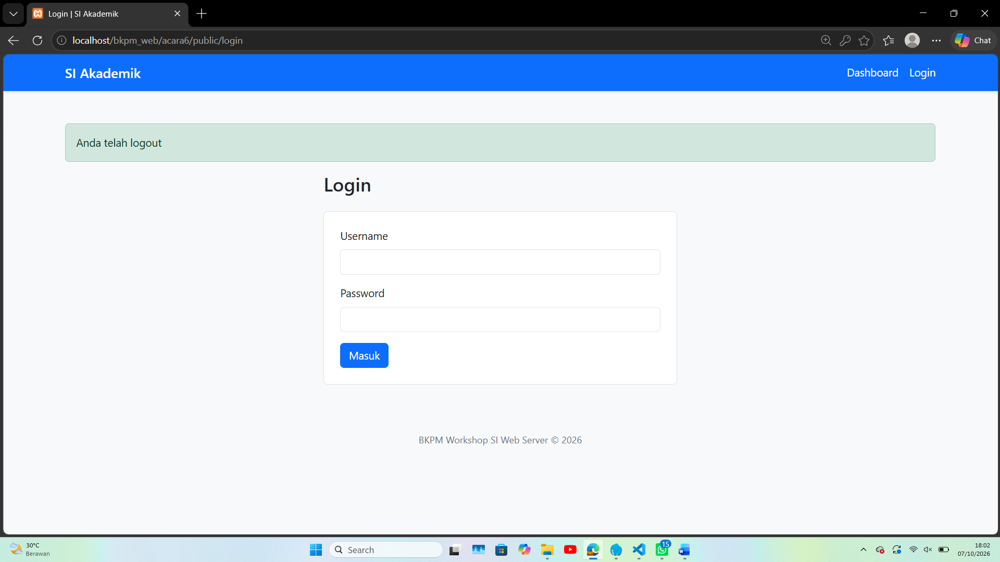 Login | SI Akademik
localhost/bkpm_web/acara6/public/login
Chat
SI Akademik
Dashboard
Login
Anda telah logout
Login
Username
Password
Masuk
BKPM Workshop SI Web Server © 2026
30°C
Berawan
Search
15
18:02
07/10/2026